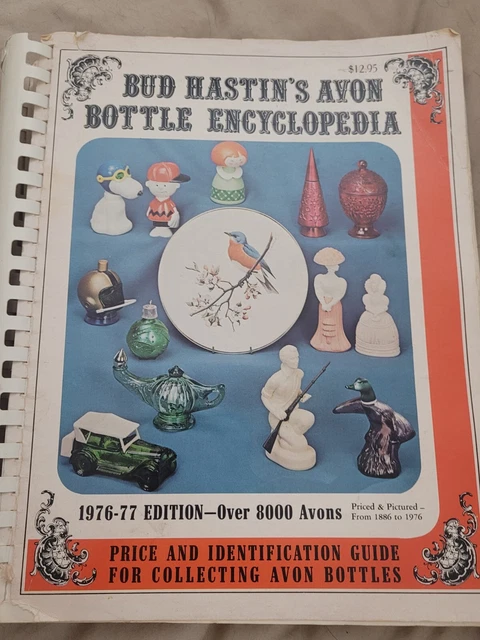 $12.95
BUD HASTIN'S AVON
BOTTLE ENCYCLOPEDIA
1976-77 EDITION—Over 8000 Avons
Priced & Pictured –
From 1886 to 1976
PRICE AND IDENTIFICATION GUIDE
FOR COLLECTING AVON BOTTLES